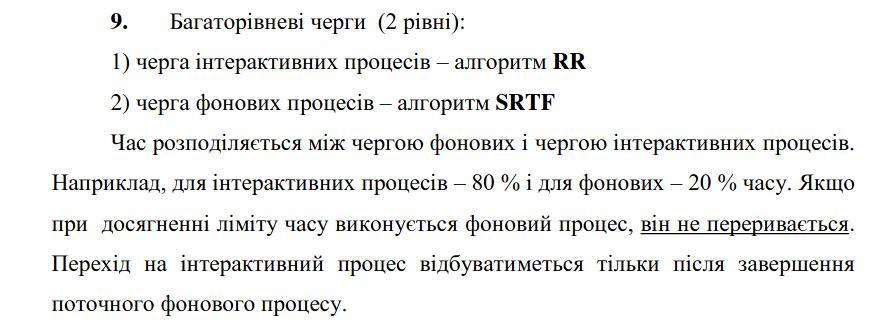 9. Багаторівневі черги (2 рівні):
1) черга інтерактивних процесів – алгоритм RR
2) черга фонових процесів – алгоритм SRTF
Час розподіляється між чергою фонових і чергою інтерактивних процесів.
Наприклад, для інтерактивних процесів – 80 % і для фонових – 20 % часу. Якщо
при досягненні ліміту часу виконується фоновий процес, він не переривається.
Перехід на інтерактивний процес відбуватиметься тільки після завершення
поточного фонового процесу.